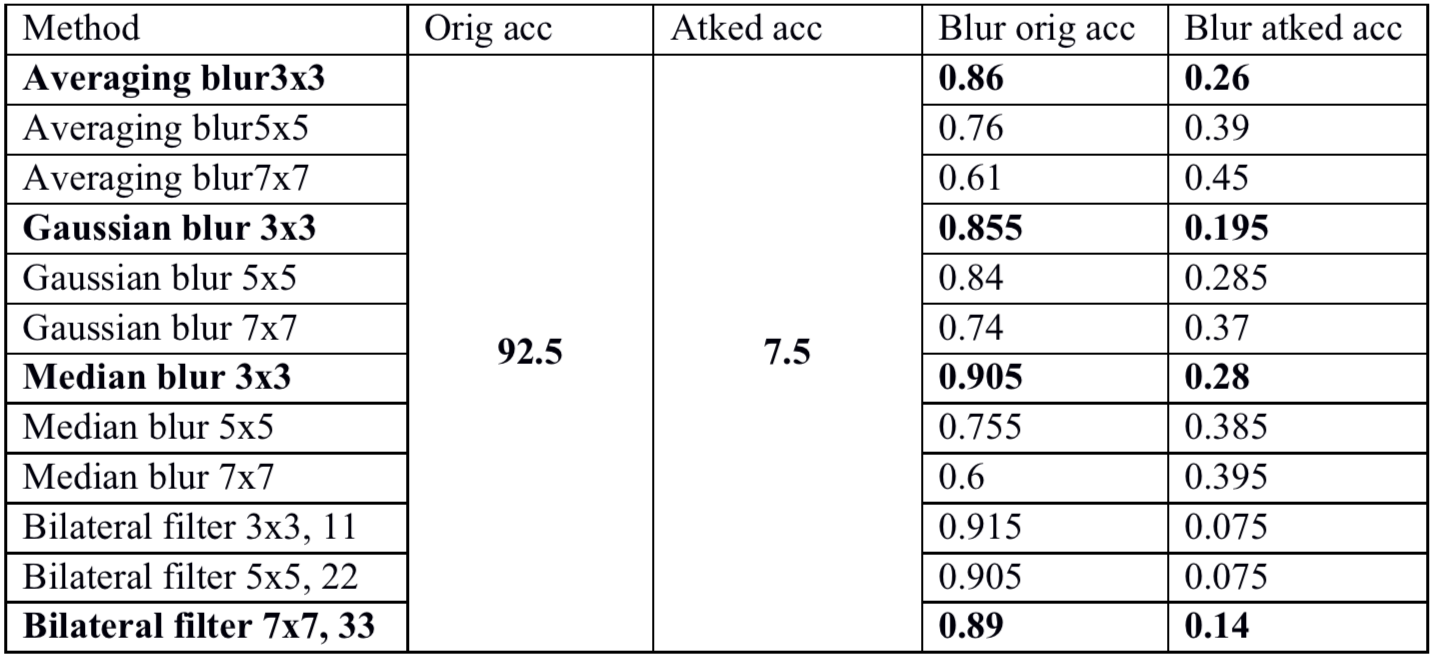 Method Orig acc Atked acc Blur orig acc Blur atked acc
Averaging blur3x3 0.86 0.26
Averaging blur5x5 0.76 0.39
Averaging blur7x7 0.61 0.45
Gaussian blur 3x3 0.855 0.195
Gaussian blur 5x5 0.84 0.285
Gaussian blur 7x7 0.74 0.37
92.5 7.5
Median blur 3x3 0.905 0.28
Median blur 5x5 0.755 0.385
Median blur 7x7 0.6 0.395
Bilateral filter 3x3, 11 0.915 0.075
Bilateral filter 5x5, 22 0.905 0.075
Bilateral filter 7x7, 33 0.89 0.14